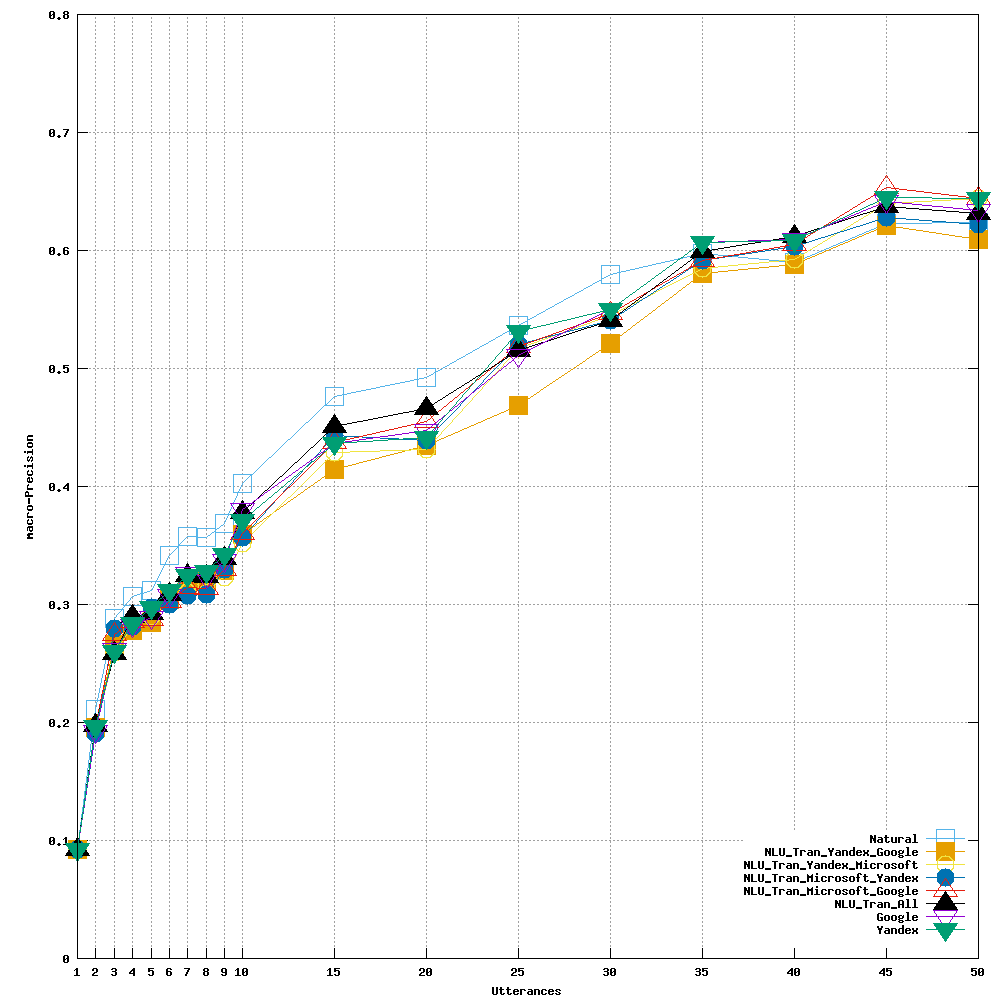 0.8
0.7
0.6
0.5
0.4
0.3
0.2
0.1
0
Macro-Precision
1 2 3 4 5 6 7 8 9 10 15 20 25 30 35 40 45 50
Utterances
Natural
NLU_Tran_Yandex_Google
NLU_Tran_Yandex_Microsoft
NLU_Tran_Microsoft_Yandex
NLU_Tran_Microsoft_Google
NLU_Tran_All
Google
Yandex